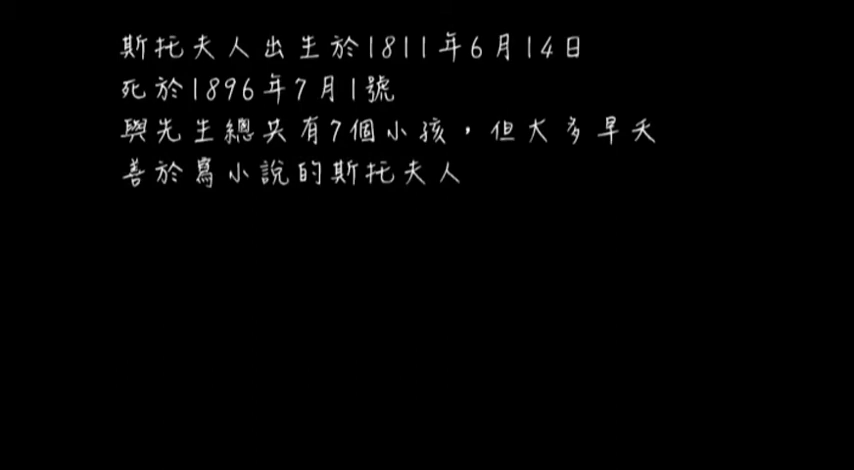 斯托夫人出生於1811年6月14日
死於1896年7月1號
與先生總共有7個小孩，但大多早夭
善於寫小說的斯托夫人